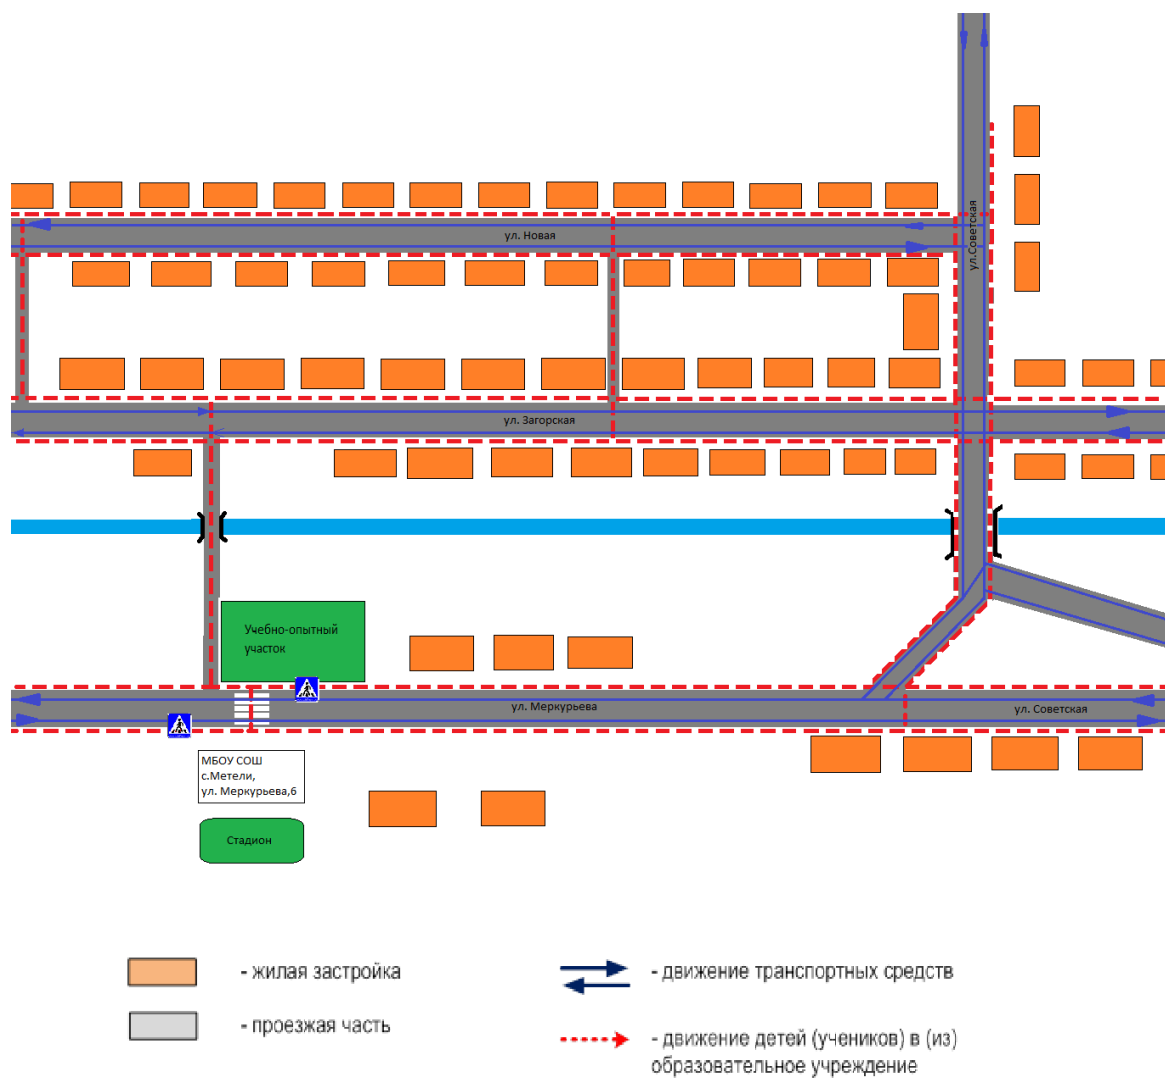 ул. Новая
ул.Советская
ул. Загорская
Учебно-опытный
участок
ул. Меркурьева
ул. Советская
МБОУ СОШ
с.Метели,
ул. Меркурьева,6
Стадион
- жилая застройка
- движение транспортных средств
- проезжая часть
- движение детей (учеников) в (из)
образовательное учреждение